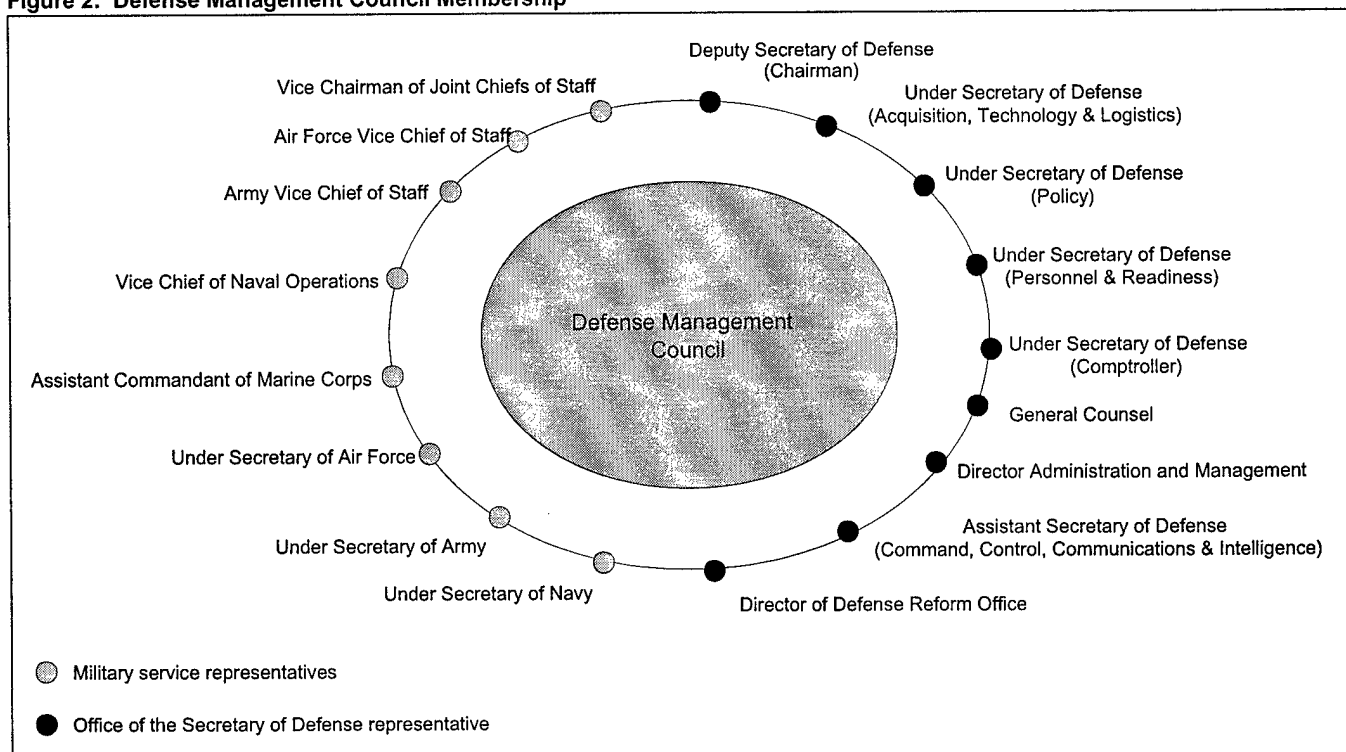 Figure 2: Defense Management Council Membership
Deputy Secretary of Defense
(Chairman)
Vice Chairman of Joint Chiefs of Staff
Under Secretary of Defense
(Acquisition, Technology & Logistics)
Air Force Vice Chief of Staff
Under Secretary of Defense
(Policy)
Army Vice Chief of Staff
Under Secretary of Defense
(Personnel & Readiness)
Vice Chief of Naval Operations
Defense Management
Council
Under Secretary of Defense
(Comptroller)
Assistant Commandant of Marine Corps
General Counsel
Under Secretary of Air Force
Director Administration and Management
Under Secretary of Army
Assistant Secretary of Defense
(Command, Control, Communications & Intelligence)
Under Secretary of Navy
Director of Defense Reform Office
Military service representatives
Office of the Secretary of Defense representative